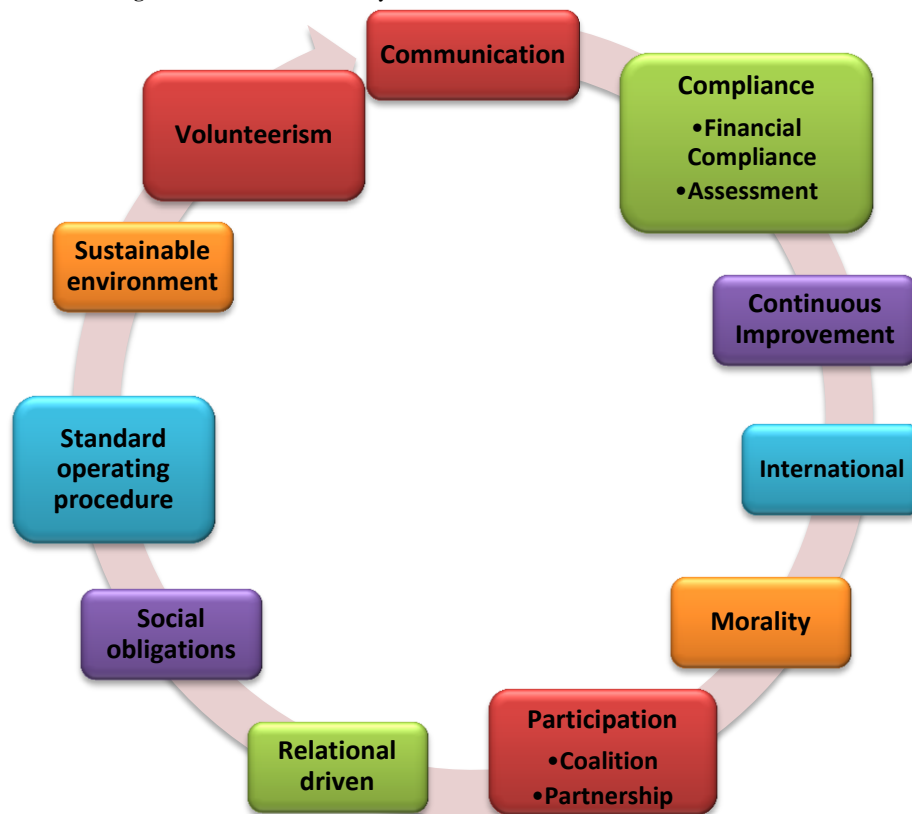 Communication
Compliance
•Financial
Compliance
•Assessment
Continuous
Improvement
International
Morality
Participation
•Coalition
•Partnership
Relational
driven
Social
obligations
Standard
operating
procedure
Sustainable
environment
Volunteerism